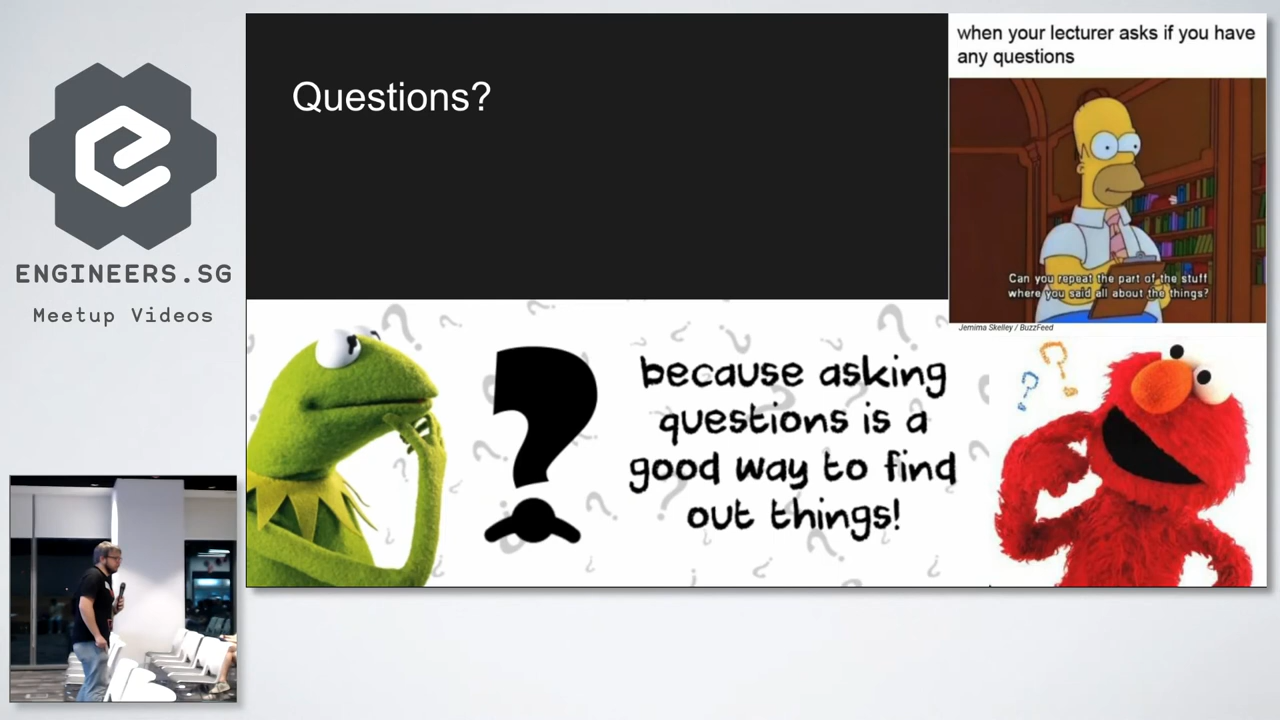 ENGINEERS.SG
Meetup Videos
Questions?
when your lecturer asks if you have
any questions
Can you repeat the part of the stuff
where you said all about the things?
Jemima Skelley / BuzzFeed
because asking
questions is a
good way to find
out things!